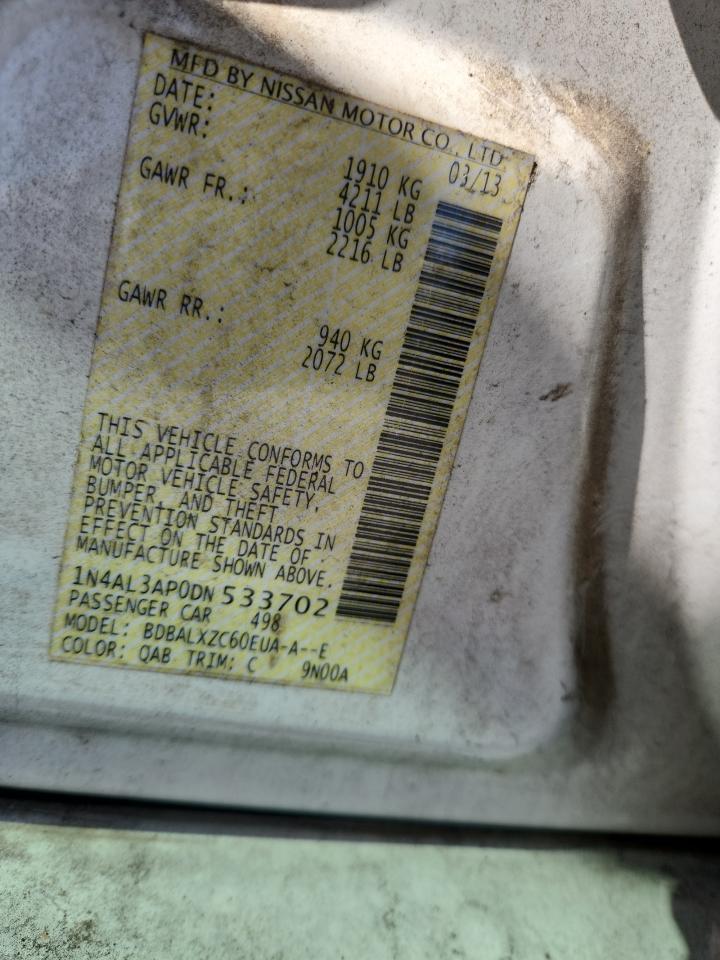 MFD BY NISSAN MOTOR CO., LTD
DATE: 03/13
GVWR: 1910 KG
4211 LB
GAWR FR.: 1005 KG
2216 LB
GAWR RR.: 940 KG
2072 LB
THIS VEHICLE CONFORMS TO
ALL APPLICABLE FEDERAL
MOTOR VEHICLE SAFETY,
BUMPER, AND THEFT
PREVENTION STANDARDS IN
EFFECT ON THE DATE OF
MANUFACTURE SHOWN ABOVE.
1N4AL3AP0DN533702
PASSENGER CAR 498
MODEL: BDBALXZC60EUA-A--E
COLOR: QAB TRIM: C 9N00A